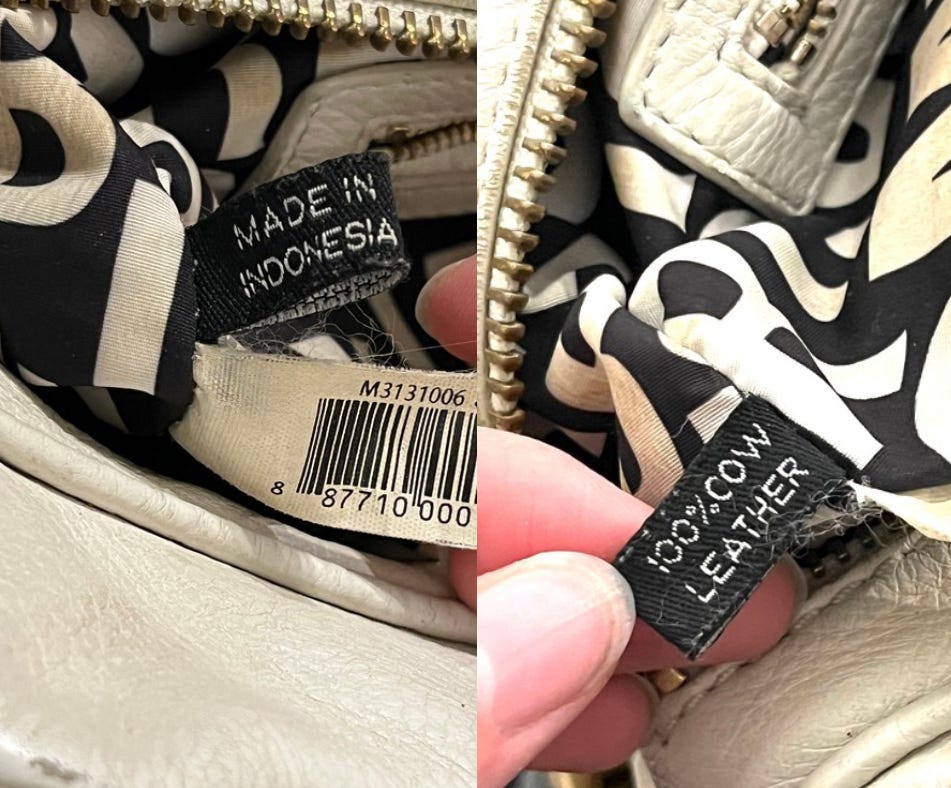 MADE IN
INDONESIA
M3131006
8 87710 000
100% COW
LEATHER